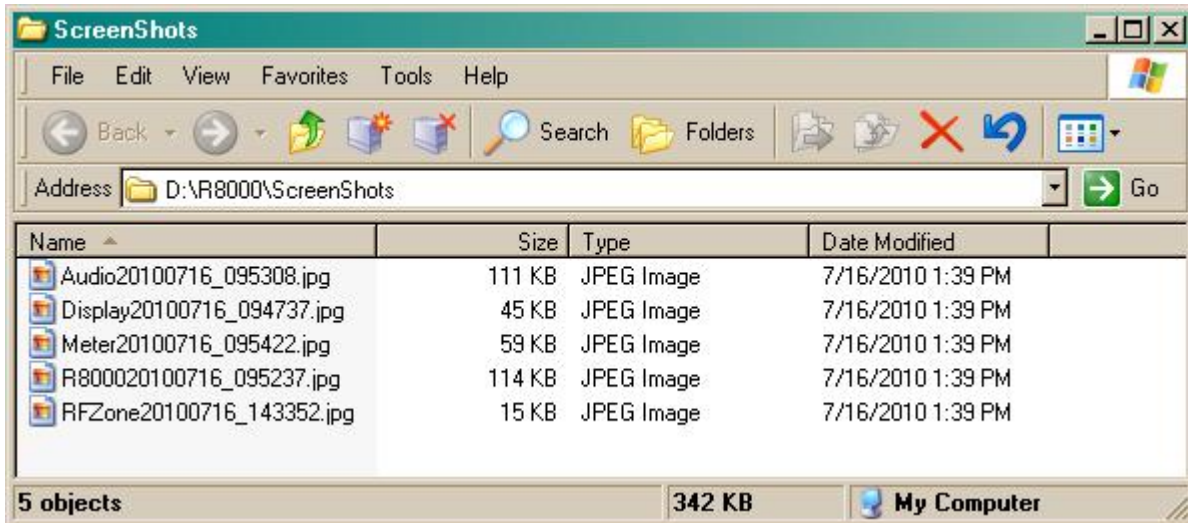 ScreenShots
File Edit View Favorites Tools Help
Back Search Folders
Address D:\R8000\ScreenShots Go
Name Size Type Date Modified
Audio20100716_095308.jpg 111 KB JPEG Image 7/16/2010 1:39 PM
Display20100716_094737.jpg 45 KB JPEG Image 7/16/2010 1:39 PM
Meter20100716_095422.jpg 59 KB JPEG Image 7/16/2010 1:39 PM
R800020100716_095237.jpg 114 KB JPEG Image 7/16/2010 1:39 PM
RFZone20100716_143352.jpg 15 KB JPEG Image 7/16/2010 1:39 PM
5 objects 342 KB My Computer